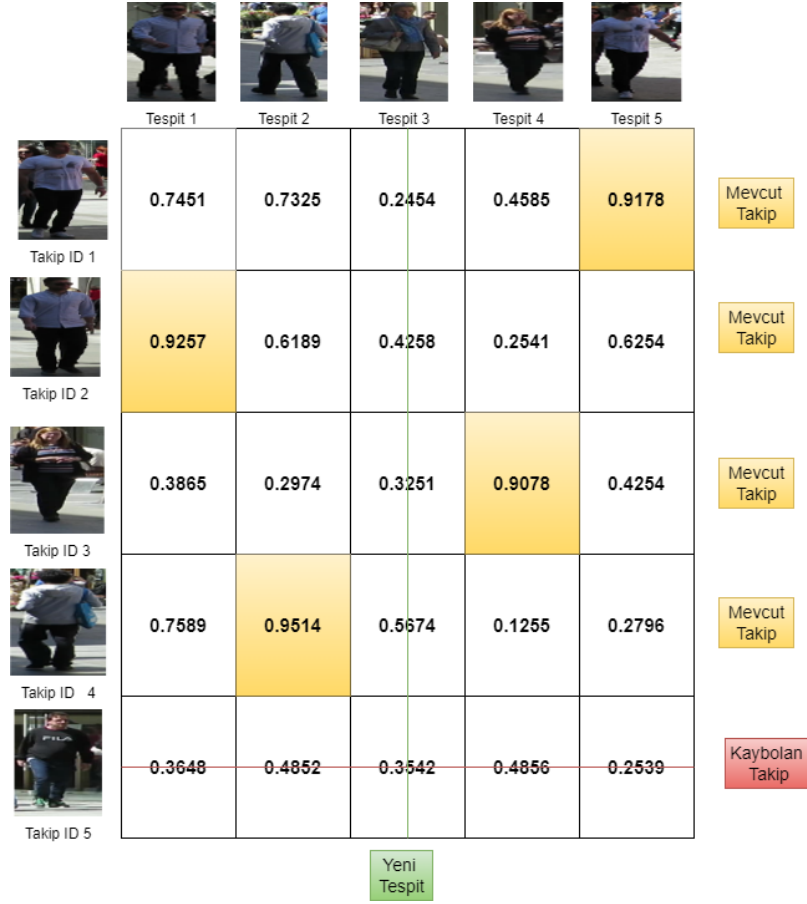 Tespit 1 Tespit 2 Tespit 3 Tespit 4 Tespit 5
0.7451 0.7325 0.2454 0.4585 0.9178
Mevcut
Takip
Takip ID 1
0.9257 0.6189 0.4258 0.2541 0.6254
Mevcut
Takip
Takip ID 2
0.3865 0.2974 0.3251 0.9078 0.4254
Mevcut
Takip
Takip ID 3
0.7589 0.9514 0.5674 0.1255 0.2796
Mevcut
Takip
Takip ID 4
FILA
0.3648 0.4852 0.3542 0.4856 0.2539
Kaybolan
Takip
Takip ID 5
Yeni
Tespit